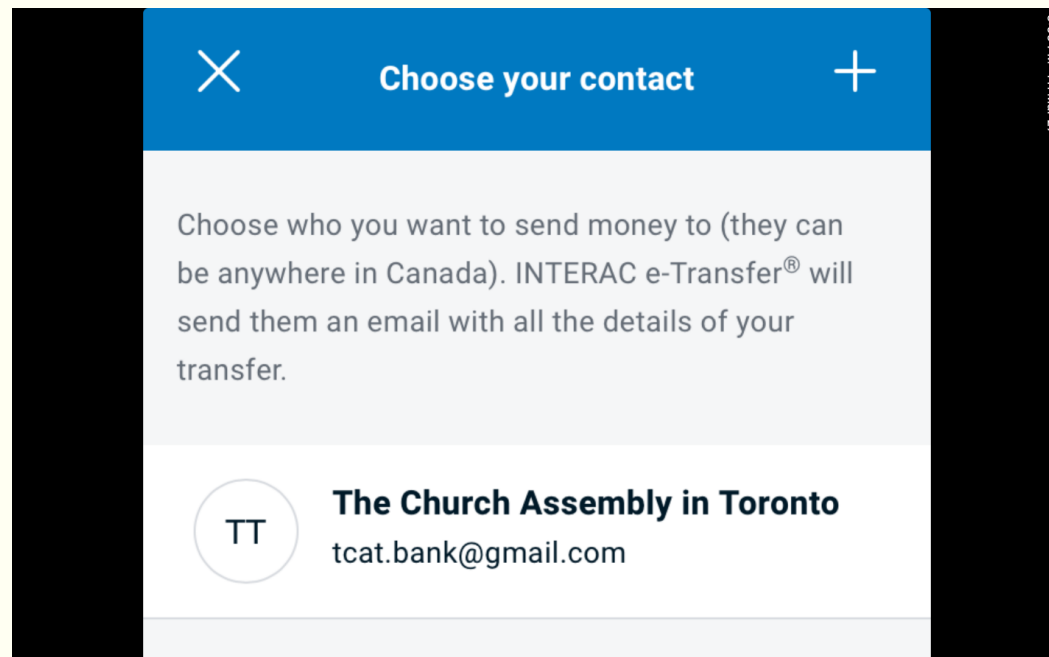 Choose your contact
Choose who you want to send money to (they can
be anywhere in Canada). INTERAC e-Transfer® will
send them an email with all the details of your
transfer.
TT
The Church Assembly in Toronto
tcat.bank@gmail.com